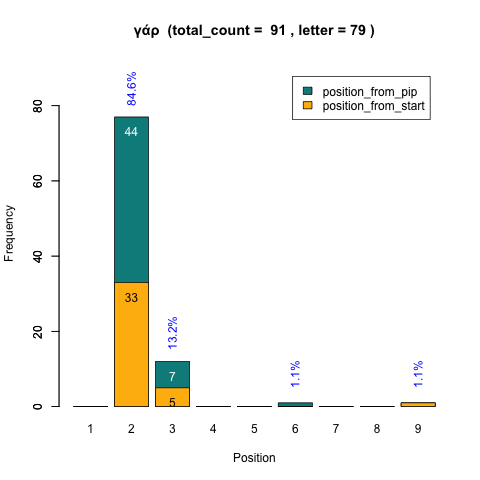 γάρ (total_count = 91 , letter = 79 )
position_from_pip
position_from_start
Frequency
80
60
40
20
0
84.6%
44
33
13.2%
7
5
1.1%
1.1%
1 2 3 4 5 6 7 8 9
Position